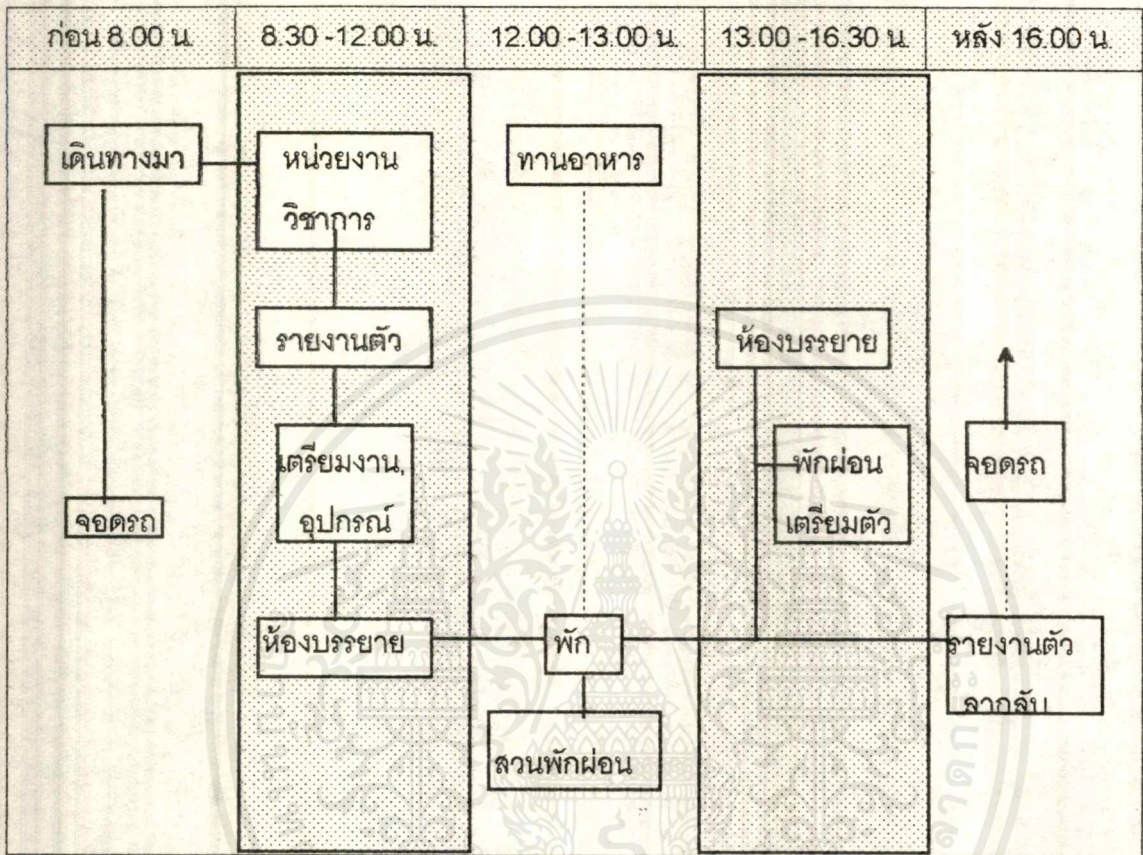 ก่อน 8.00 น.
8.30 -12.00 น.
12.00 -13.00 น.
13.00 -16.30 น.
หลัง 16.00 น.
เดินทางมา
จอดรถ
หน่วยงาน
วิชาการ
รายงานตัว
เตรียมงาน,
อุปกรณ์
ห้องบรรยาย
ทานอาหาร
พัก
สวนพักผ่อน
ห้องบรรยาย
พักผ่อน
เตรียมตัว
จอดรถ
รายงานตัว
ลากลับ